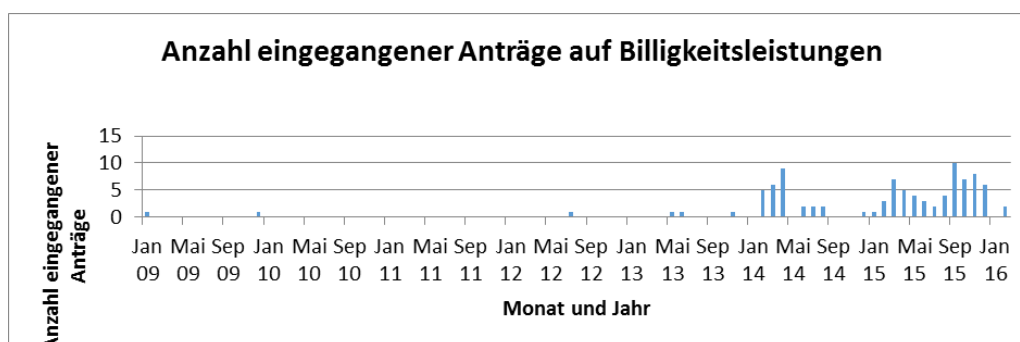 Anzahl eingegangener Anträge auf Billigkeitsleistungen
Anzahl eingegangener
Anträge
15
10
5
0
Jan Mai Sep Jan Mai Sep Jan Mai Sep Jan Mai Sep Jan Mai Sep Jan Mai Sep Jan Mai Sep Jan
09 09 09 10 10 10 11 11 11 12 12 12 13 13 13 14 14 14 15 15 15 16
Monat und Jahr